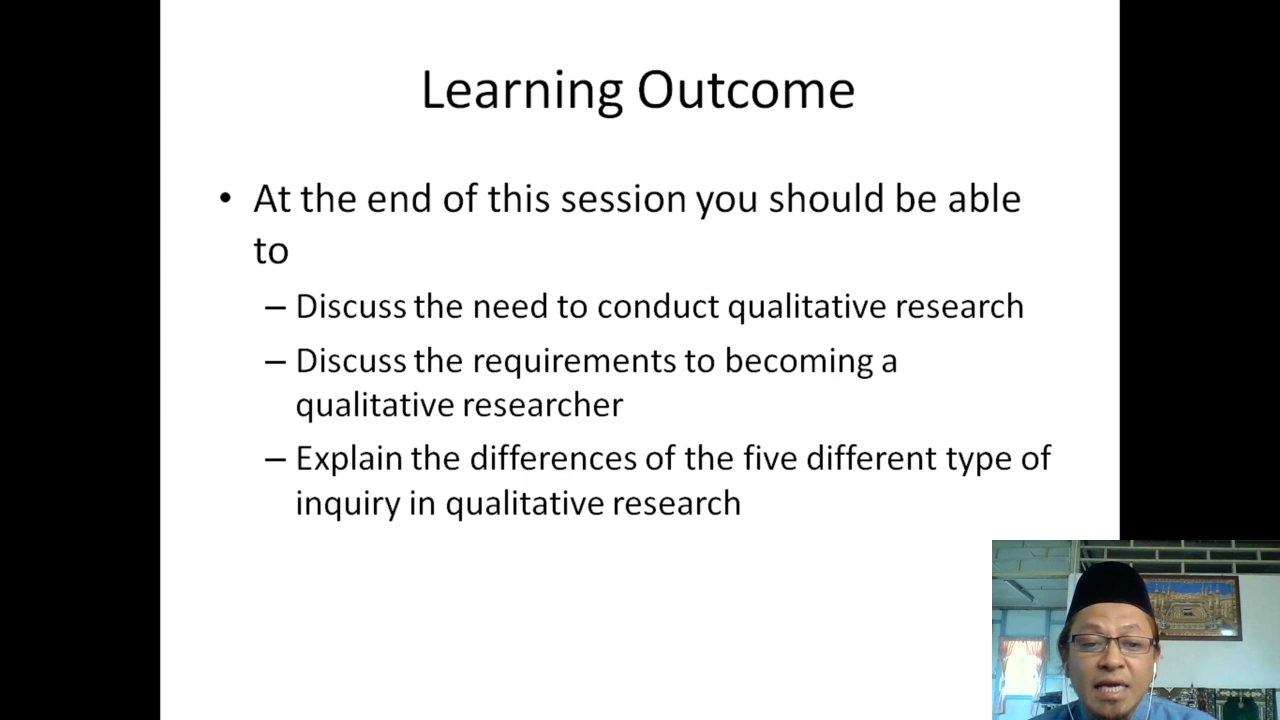 Learning Outcome
• At the end of this session you should be able
to
– Discuss the need to conduct qualitative research
– Discuss the requirements to becoming a
qualitative researcher
– Explain the differences of the five different type of
inquiry in qualitative research